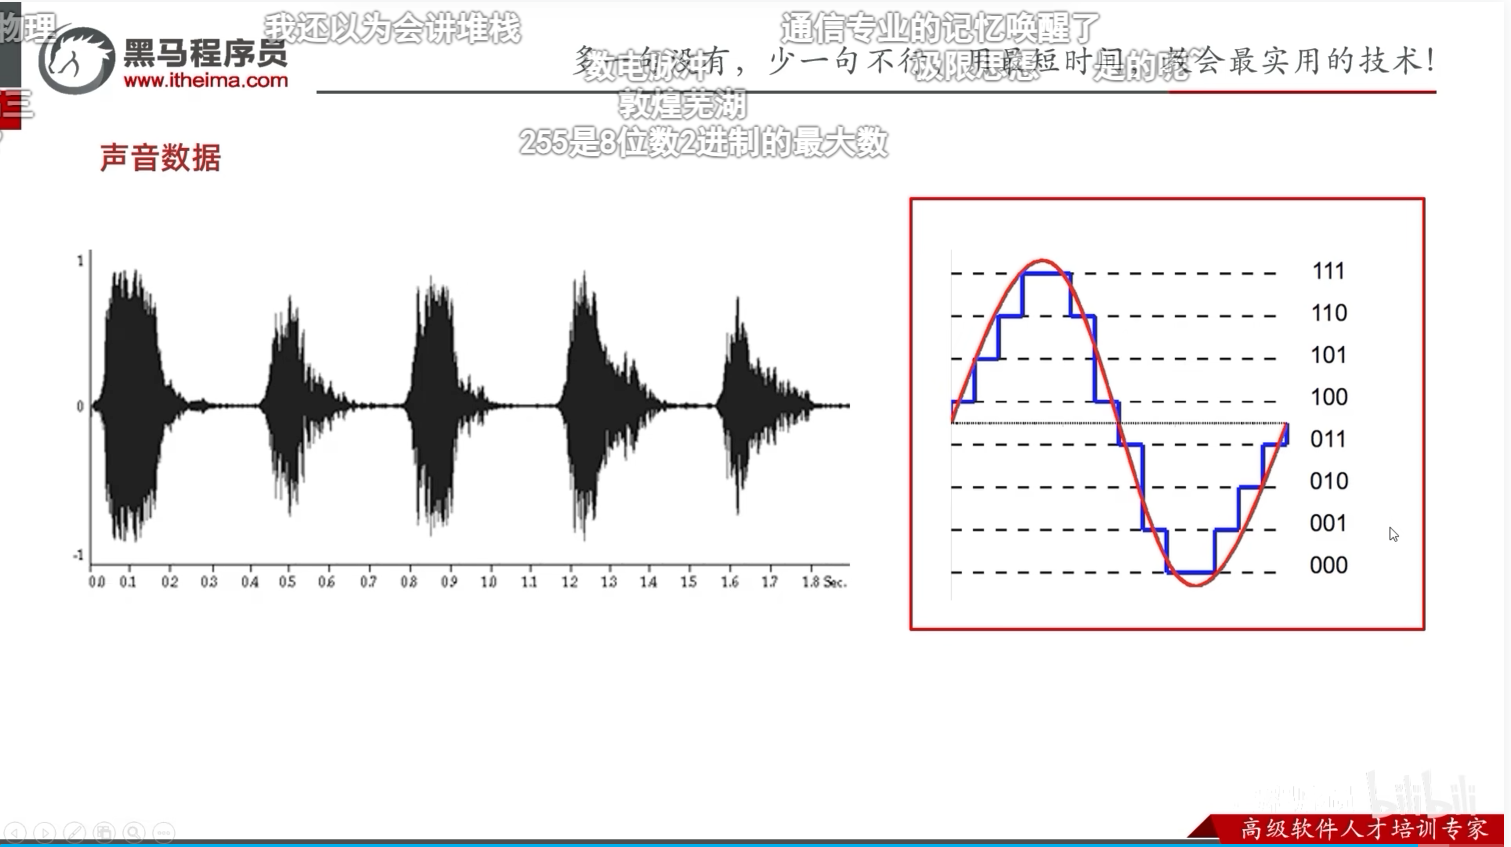 物理
我还以为会讲堆栈
通信专业的记忆唤醒了
黑马程序员
www.itheima.com
多一句没有，少一句不行，用最短时间，教会最实用的技术！
数电脉冲
极限思想
是的呢
三
敦煌芜湖
255是8位数2进制的最大数
声音数据
1
0
-1
0.0 0.1 0.2 0.3 0.4 0.5 0.6 0.7 0.8 0.9 1.0 1.1 1.2 1.3 1.4 1.5 1.6 1.7 1.8 Sec.
111
110
101
100
011
010
001
000
bilibili
高级软件人才培训专家